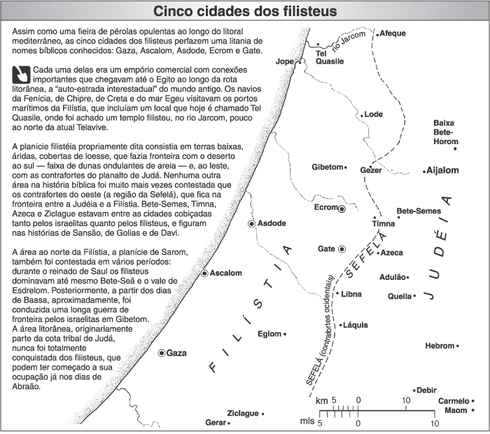 Cinco cidades dos filisteus
Assim como uma fieira de pérolas opulentas ao longo do litoral
mediterrâneo, as cinco cidades dos filisteus perfazem uma litania de
nomes bíblicos conhecidos: Gaza, Ascalom, Asdode, Ecrom e Gate.
Cada uma delas era um empório comercial com conexões
importantes que chegavam até o Egito ao longo da rota
litorânea, a “auto-estrada interestadual” do mundo antigo. Os navios
da Fenícia, de Chipre, de Creta e do mar Egeu visitavam os portos
marítimos da Filístia, que incluíam um local que hoje é chamado Tel
Quasile, onde foi achado um templo filisteu, no rio Jarcom, pouco
ao norte da atual Telavive.
A planície filistéia propriamente dita consistia em terras baixas,
áridas, cobertas de loesse, que fazia fronteira com o deserto
ao sul — faixa de dunas ondulantes de areia — e, ao leste,
com os contrafortes do planalto de Judá. Nenhuma outra
área na história bíblica foi muito mais vezes contestada que
os contrafortes do oeste (a região da Sefelá), que fica na
fronteira entre a Judéia e a Filístia. Bete-Semes, Timna,
Azeca e Ziclague estavam entre as cidades cobiçadas
tanto pelos israelitas quanto pelos filisteus, e figuram
nas histórias de Sansão, de Golias e de Davi.
A área ao norte da Filístia, a planície de Sarom,
também foi contestada em vários períodos:
durante o reinado de Saul os filisteus
dominavam até mesmo Bete-Seã e o vale de
Esdrelom. Posteriormente, a partir dos dias
de Baasa, aproximadamente, foi
conduzida uma longa guerra de
fronteira pelos israelitas em Gibetom.
A área litorânea, originariamente
parte da cota tribal de Judá,
nunca foi totalmente
conquistada dos filisteus, que
podem ter começado a sua
ocupação já nos dias de
Abraão.
Afeque
rio Jarcom
Tel
Quasile
Jope
Lode
Baixa
Bete-
Horom
Gibetom
Gezer
Aijalom
Ecrom
Bete-Semes
Timna
Asdode
Gate
Azeca
SEFELÁ
JUDÉIA
FILÍSTIA
Ascalom
Adulão
Libna
Quella
SEFELÁ (contrafortes ocidentais)
Láquis
Eglom
Hebrom
Gaza
Debir
Carmelo
Maom
Ziclague
Gerar
km 5 0 10
mls 5 0 10